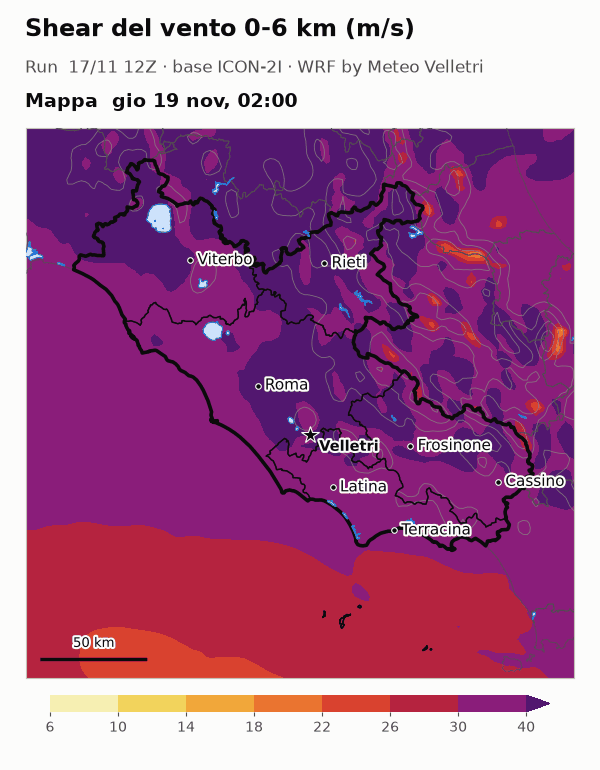 Shear del vento 0-6 km (m/s)
Run 17/11 12Z · base ICON-2I · WRF by Meteo Velletri
Mappa gio 19 nov, 02:00
Viterbo
Rieti
Roma
Velletri
Frosinone
Latina
Cassino
Terracina
50 km
6 10 14 18 22 26 30 40